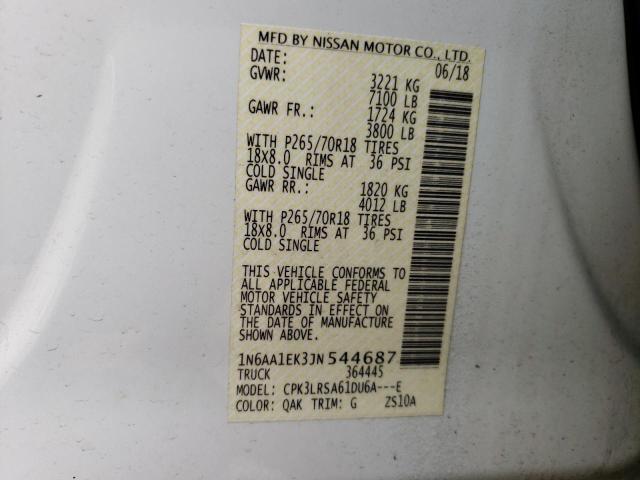 MFD BY NISSAN MOTOR CO., LTD.
DATE: 06/18
GVWR: 3221 KG
7100 LB
GAWR FR.: 1724 KG
3800 LB
WITH P265/70R18 TIRES
18X8.0 RIMS AT 36 PSI
COLD SINGLE
GAWR RR.: 1820 KG
4012 LB
WITH P265/70R18 TIRES
18X8.0 RIMS AT 36 PSI
COLD SINGLE
THIS VEHICLE CONFORMS TO
ALL APPLICABLE FEDERAL
MOTOR VEHICLE SAFETY
STANDARDS IN EFFECT ON
THE DATE OF MANUFACTURE
SHOWN ABOVE.
1N6AA1EK3JN544687
TRUCK 364445
MODEL: CPK3LRSA61DU6A---E
COLOR: QAK TRIM: G ZS10A